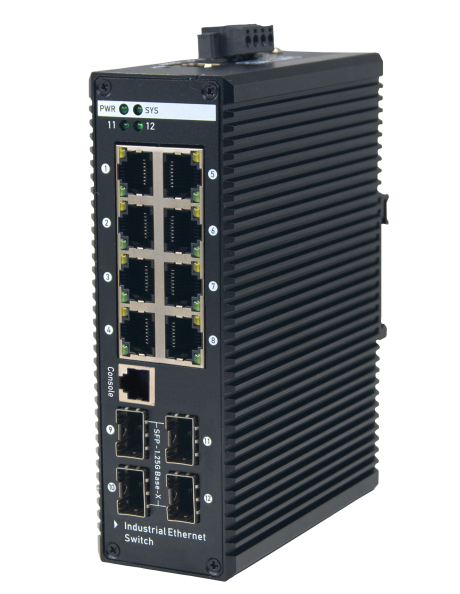 PWR SYS
11 12
1 5
2 6
3 7
4 8
Console
9 11
SFP - 1.25G Base-X
10 12
Industrial Ethernet
Switch